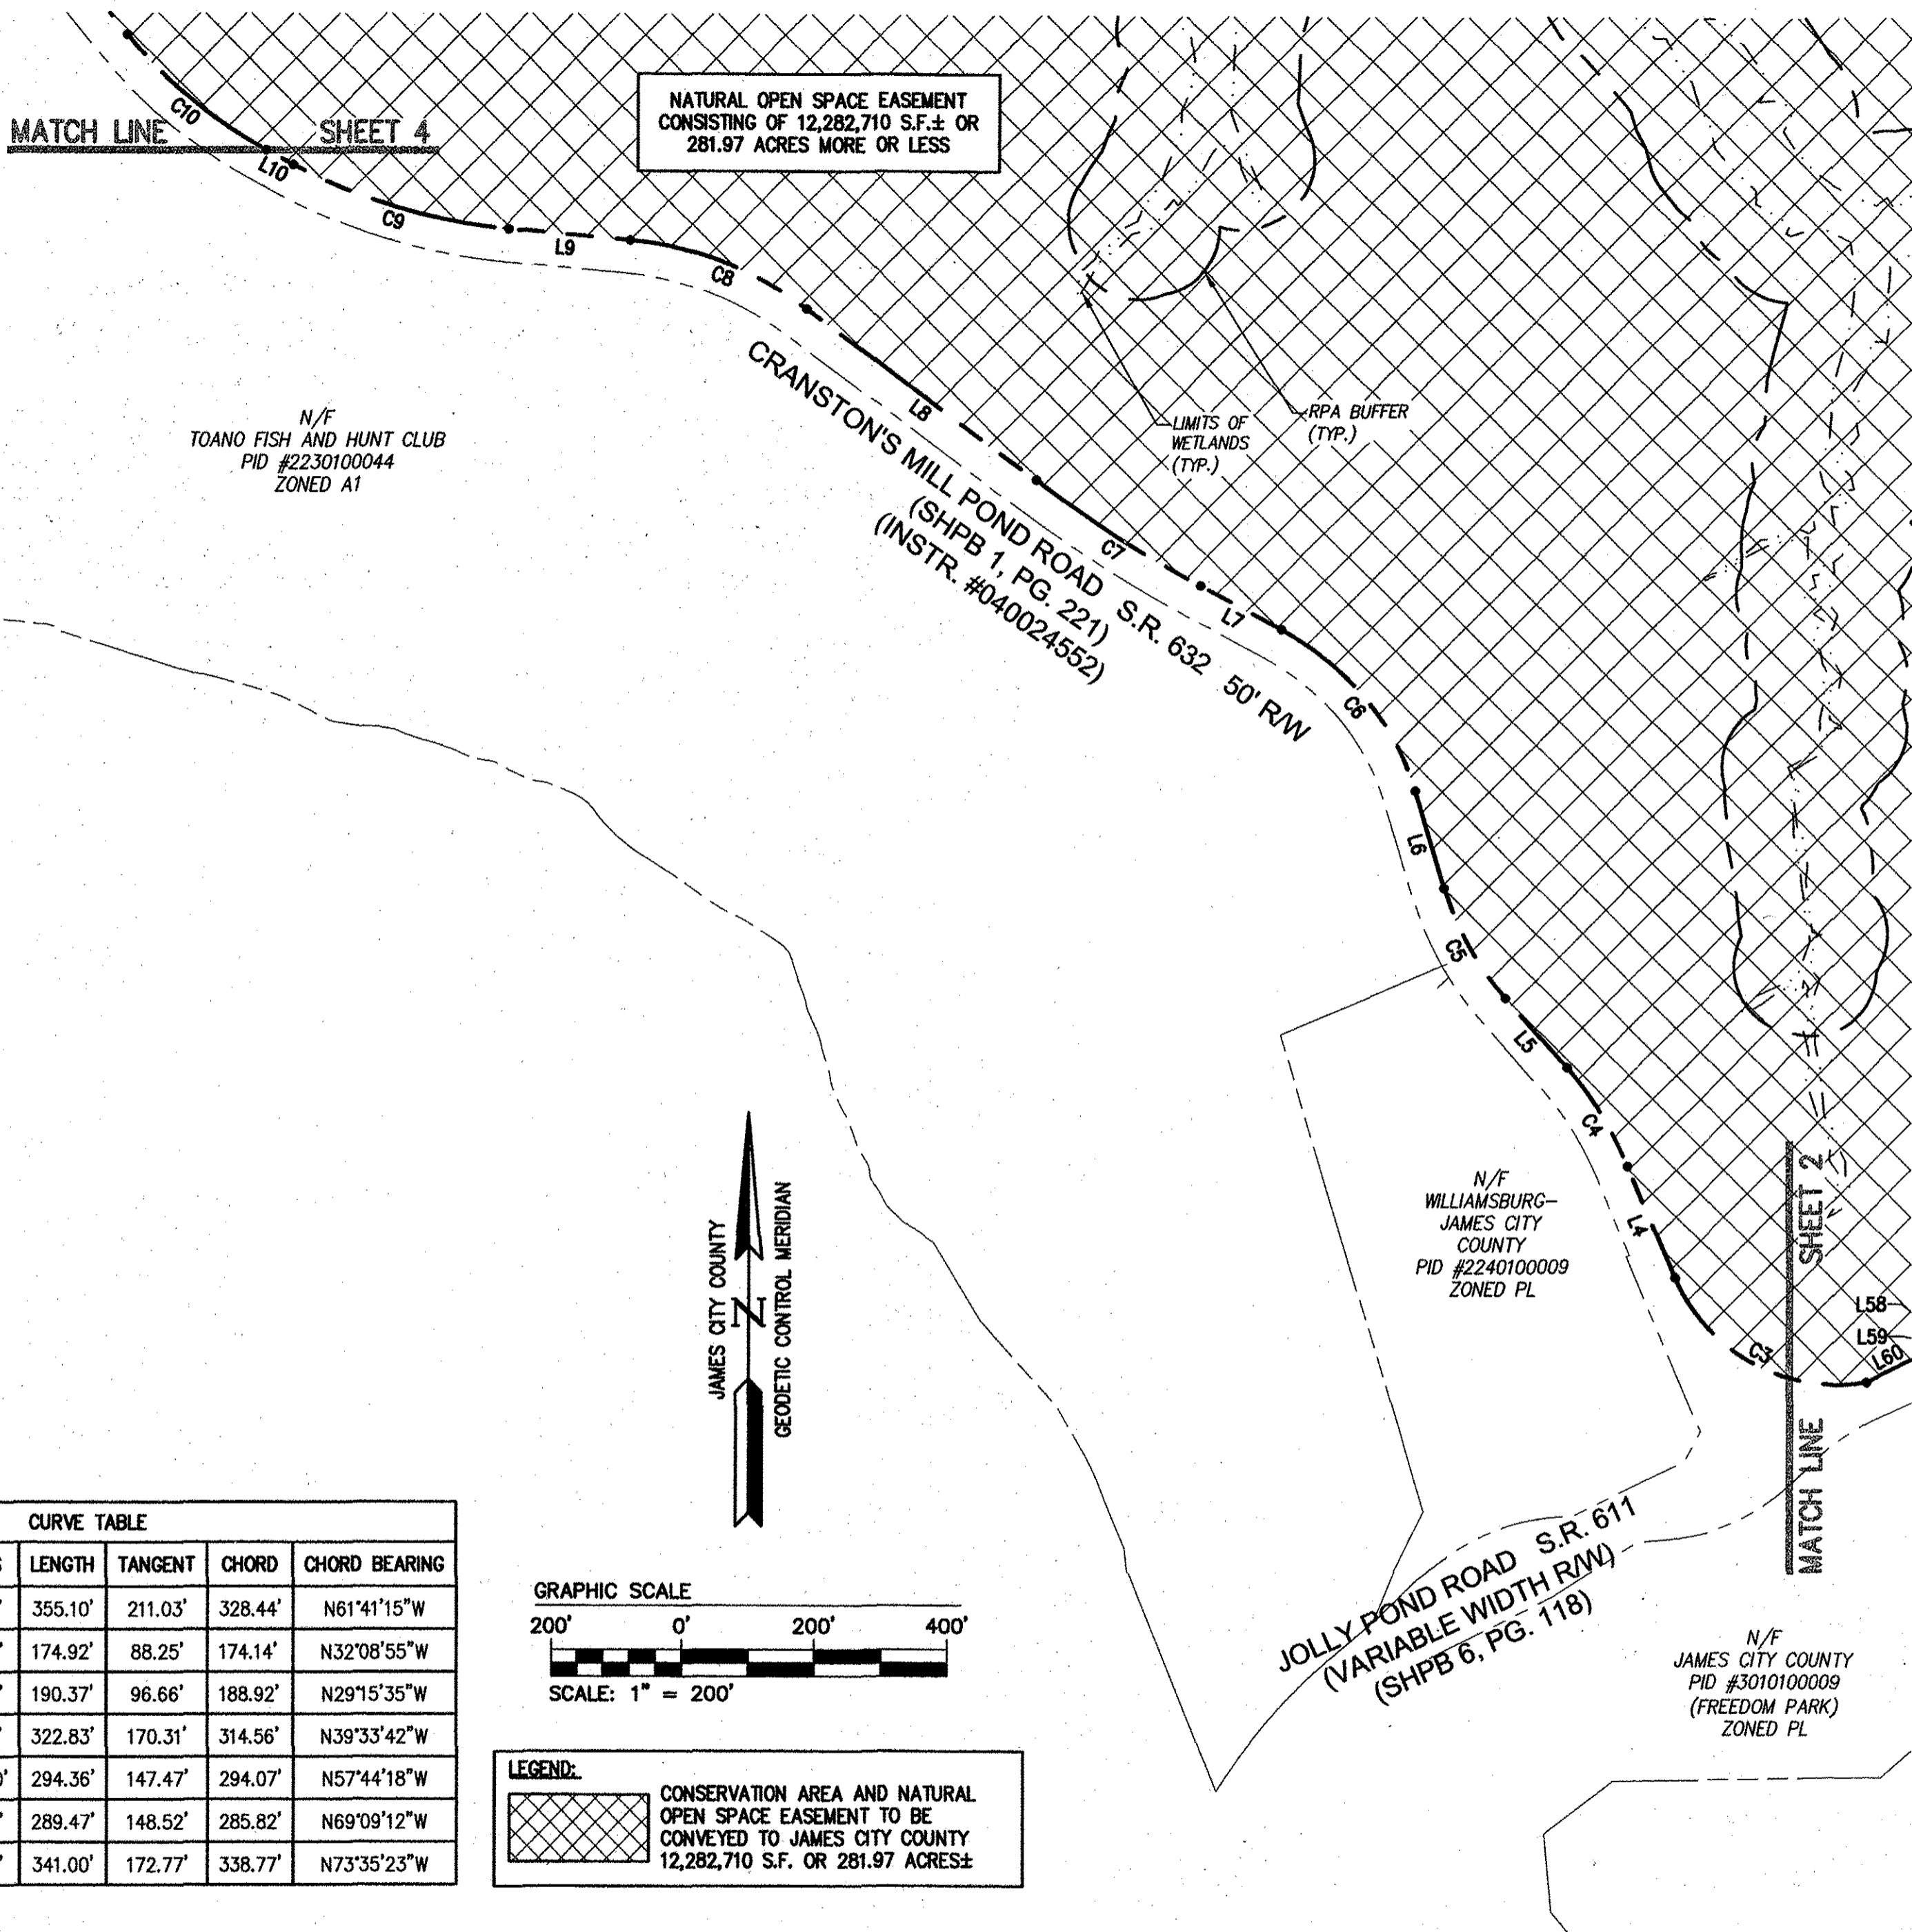 MATCH LINE SHEET 4
C10
L10
C9
L9
C8
L8
C7
L7
C6
L6
C5
L5
C4
L4
C3
L58
L59
L60
NATURAL OPEN SPACE EASEMENT
CONSISTING OF 12,282,710 S.F.± OR
281.97 ACRES MORE OR LESS
N/F
TOANO FISH AND HUNT CLUB
PID #2230100044
ZONED A1
CRANSTON'S MILL POND ROAD S.R. 632 50' R/W
(SHPB 1, PG. 221)
(INSTR. #040024552)
LIMITS OF
WETLANDS
(TYP.)
RPA BUFFER
(TYP.)
N/F
WILLIAMSBURG-
JAMES CITY
COUNTY
PID #2240100009
ZONED PL
MATCH LINE SHEET 2
JAMES CITY COUNTY
N
GEODETIC CONTROL MERIDIAN
CURVE TABLE
LENGTH TANGENT CHORD CHORD BEARING
355.10' 211.03' 328.44' N61°41'15"W
174.92' 88.25' 174.14' N32°08'55"W
190.37' 96.66' 188.92' N29°15'35"W
322.83' 170.31' 314.56' N39°33'42"W
294.36' 147.47' 294.07' N57°44'18"W
289.47' 148.52' 285.82' N69°09'12"W
341.00' 172.77' 338.77' N73°35'23"W
GRAPHIC SCALE
200' 0' 200' 400'
SCALE: 1" = 200'
LEGEND:
CONSERVATION AREA AND NATURAL
OPEN SPACE EASEMENT TO BE
CONVEYED TO JAMES CITY COUNTY
12,282,710 S.F. OR 281.97 ACRES±
JOLLY POND ROAD S.R. 611
(VARIABLE WIDTH R/W)
(SHPB 6, PG. 118)
N/F
JAMES CITY COUNTY
PID #3010100009
(FREEDOM PARK)
ZONED PL